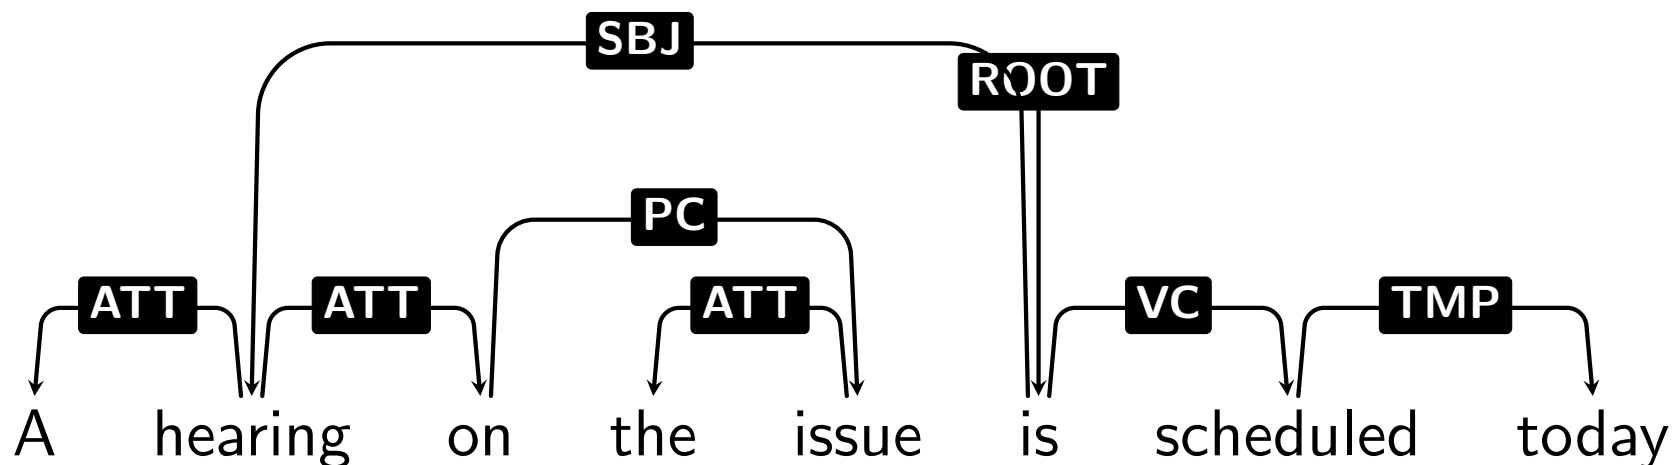 SBJ
ROOT
PC
ATT ATT ATT VC TMP
A hearing on the issue is scheduled today